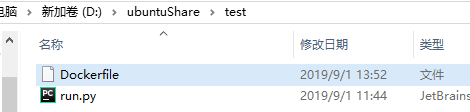 电脑 > 新加卷 (D:) > ubuntuShare > test
名称 修改日期 类型
Dockerfile 2019/9/1 13:52 文件
run.py 2019/9/1 11:44 JetBrains